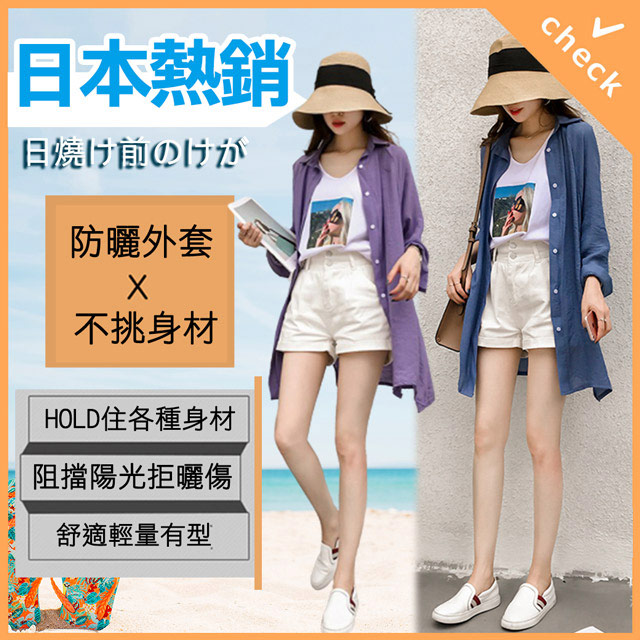 日本熱銷
check
日燒け前のけが
防曬外套
X
不挑身材
HOLD住各種身材
阻擋陽光拒曬傷
舒適輕量有型